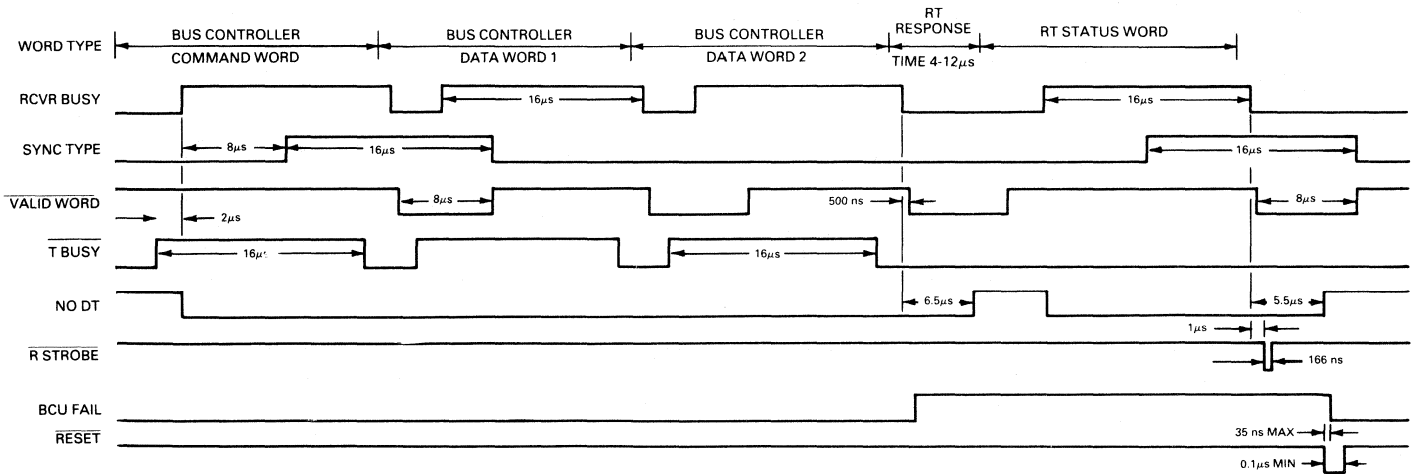 WORD TYPE
BUS CONTROLLER
COMMAND WORD
BUS CONTROLLER
DATA WORD 1
BUS CONTROLLER
DATA WORD 2
RT
RESPONSE
TIME 4-12μs
RT STATUS WORD
RCVR BUSY
16μs
16μs
SYNC TYPE
8μs
16μs
16μs
VALID WORD
2μs
8μs
500 ns
8μs
T BUSY
16μs
16μs
NO DT
6.5μs
5.5μs
1μs
R STROBE
166 ns
BCU FAIL
35 ns MAX
RESET
0.1μs MIN